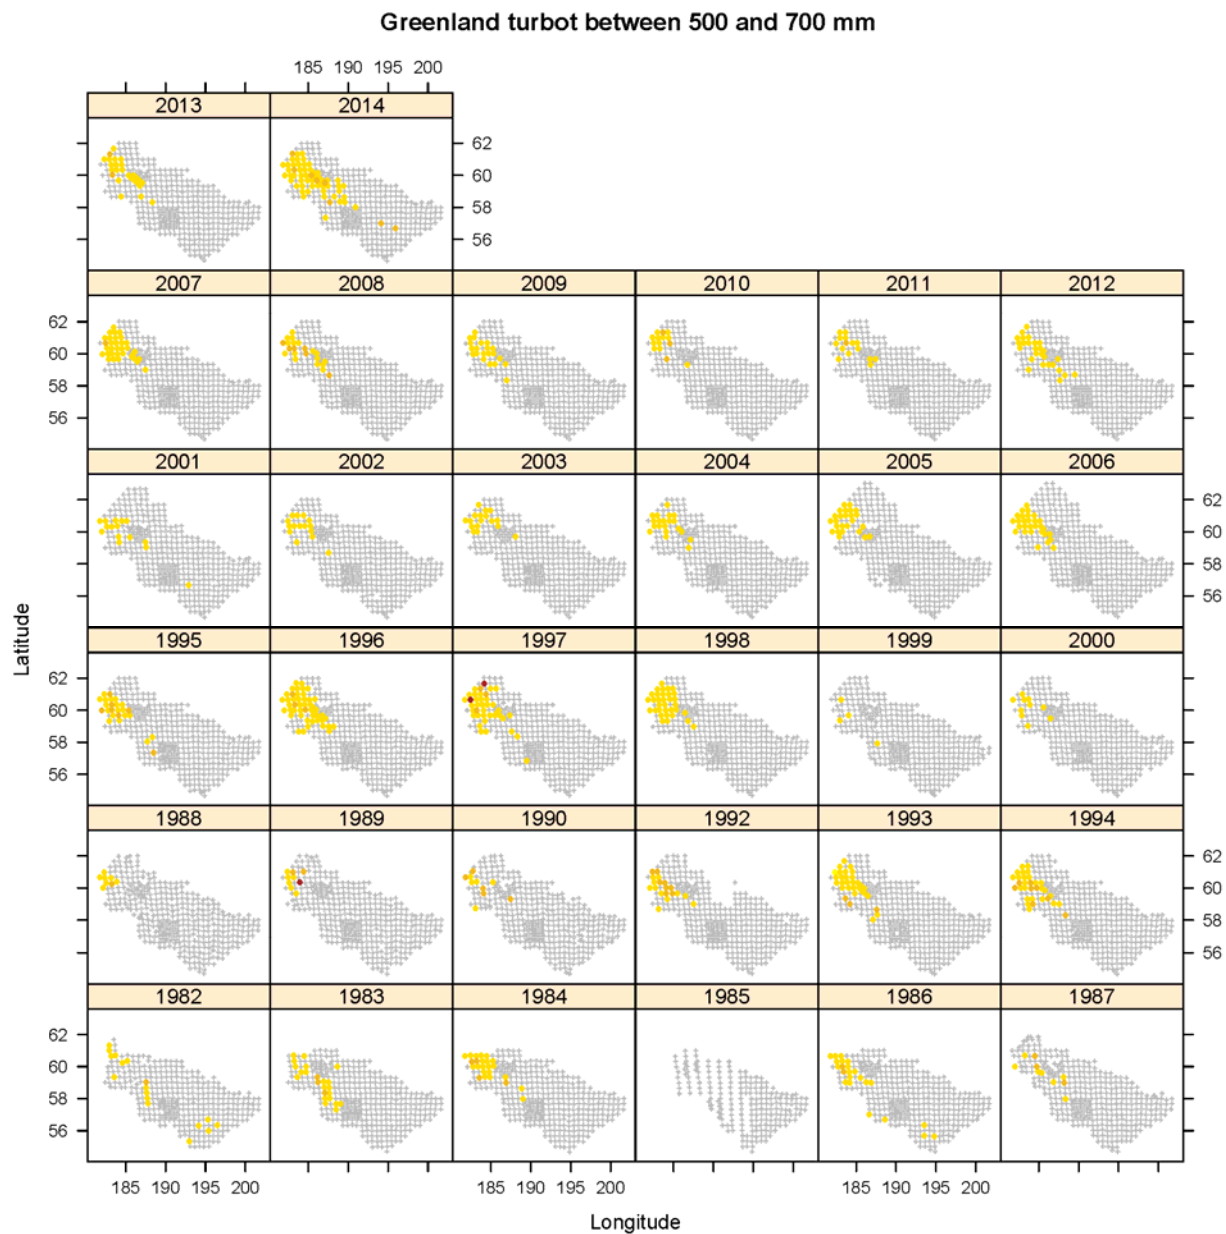 Greenland turbot between 500 and 700 mm
185 190 195 200
2013 2014
62
60
58
56
2007 2008 2009 2010 2011 2012
62
60
58
56
2001 2002 2003 2004 2005 2006
62
60
58
56
Latitude
1995 1996 1997 1998 1999 2000
62
60
58
56
1988 1989 1990 1992 1993 1994
62
60
58
56
1982 1983 1984 1985 1986 1987
62
60
58
56
185 190 195 200 185 190 195 200 185 190 195 200
Longitude